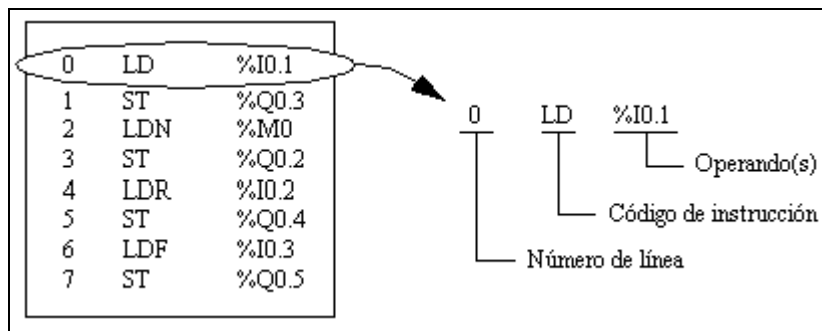 0 LD %I0.1
1 ST %Q0.3
2 LDN %M0
3 ST %Q0.2
4 LDR %I0.2
5 ST %Q0.4
6 LDF %I0.3
7 ST %Q0.5
0 LD %I0.1
Operando(s)
Código de instrucción
Número de línea